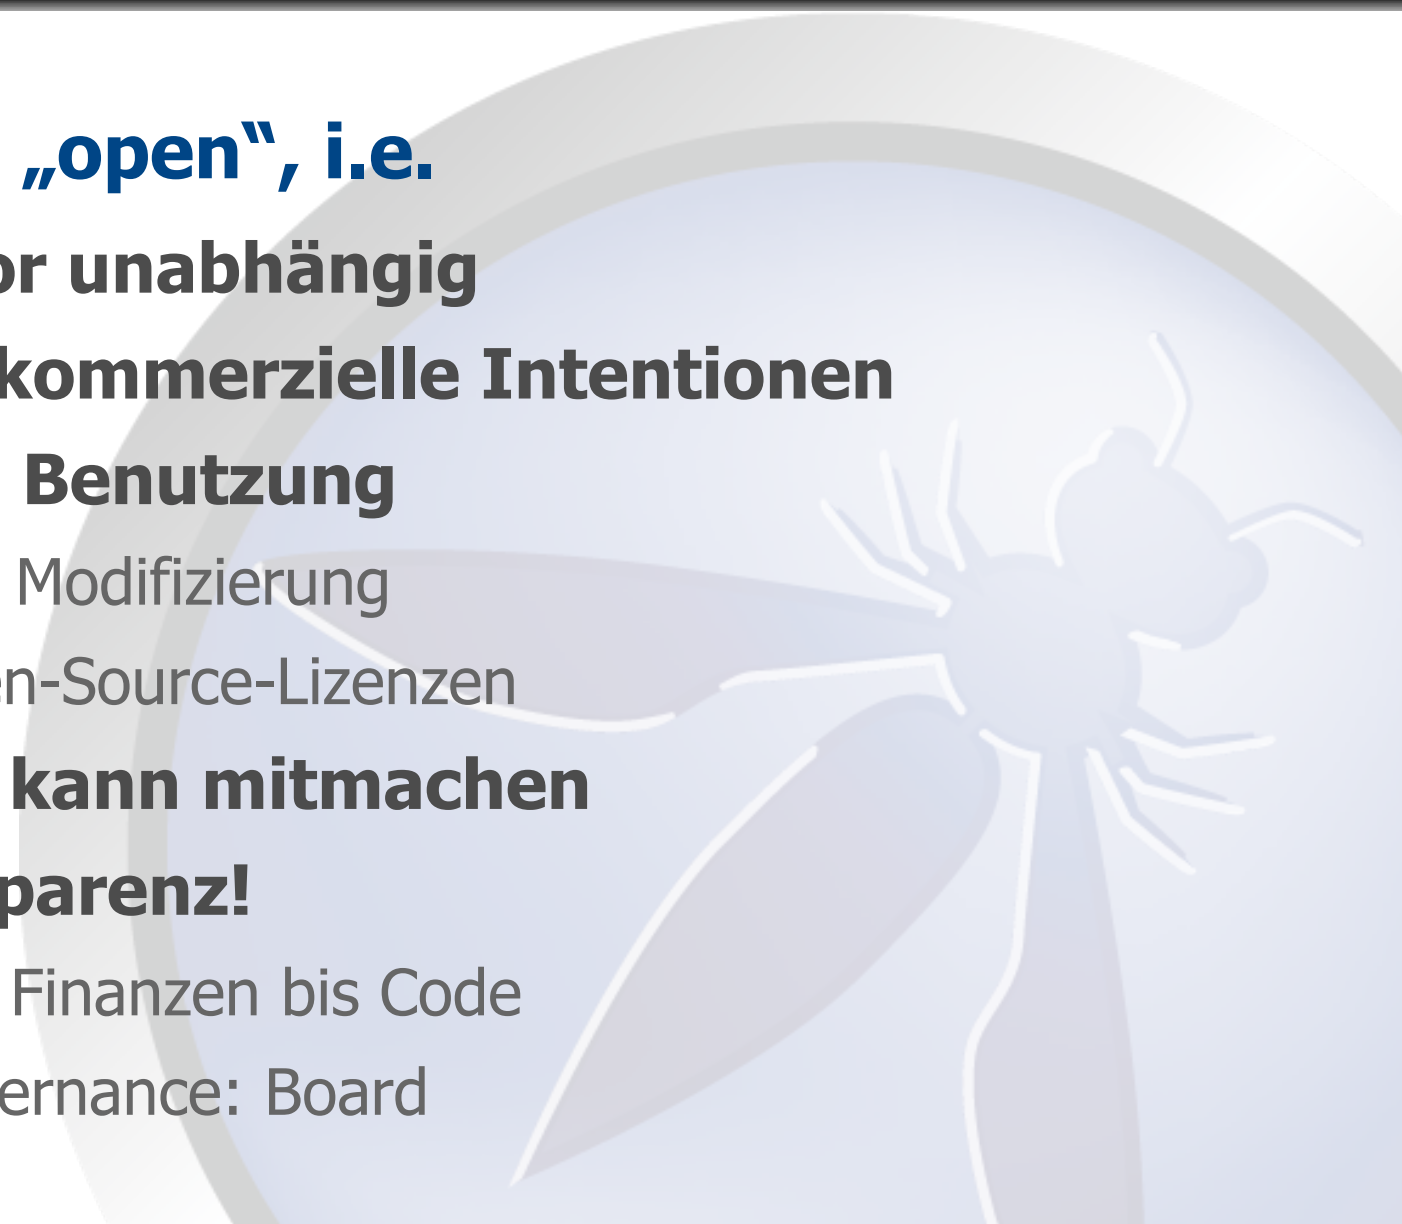 „open“, i.e.
or unabhängig
kommerzielle Intentionen
Benutzung
Modifizierung
en-Source-Lizenzen
kann mitmachen
parenz!
Finanzen bis Code
ernance: Board